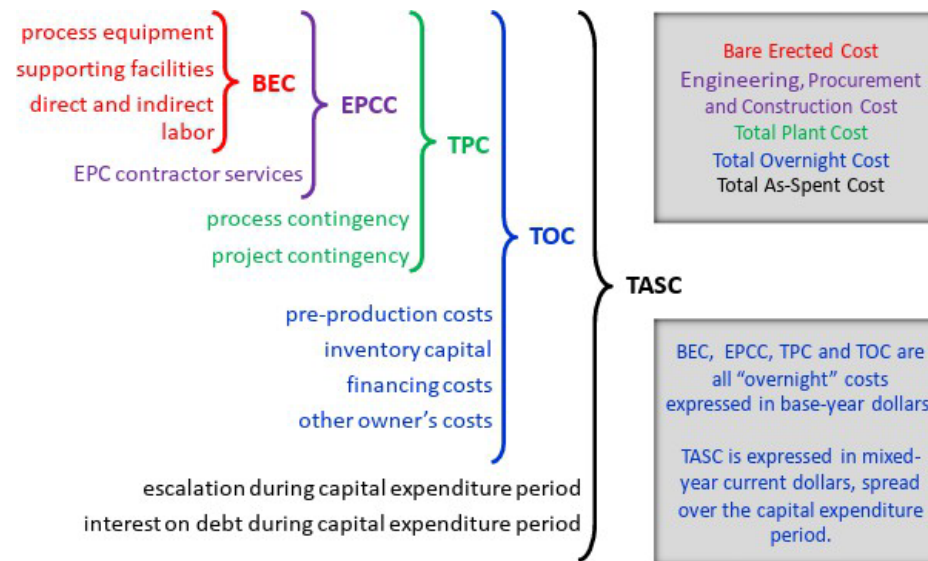 process equipment
supporting facilities
direct and indirect
labor
BEC
EPC contractor services
EPCC
process contingency
project contingency
TPC
pre-production costs
inventory capital
financing costs
other owner's costs
TOC
escalation during capital expenditure period
interest on debt during capital expenditure period
TASC
Bare Erected Cost
Engineering, Procurement
and Construction Cost
Total Plant Cost
Total Overnight Cost
Total As-Spent Cost
BEC, EPCC, TPC and TOC are
all “overnight” costs
expressed in base-year dollars
TASC is expressed in mixed-
year current dollars, spread
over the capital expenditure
period.